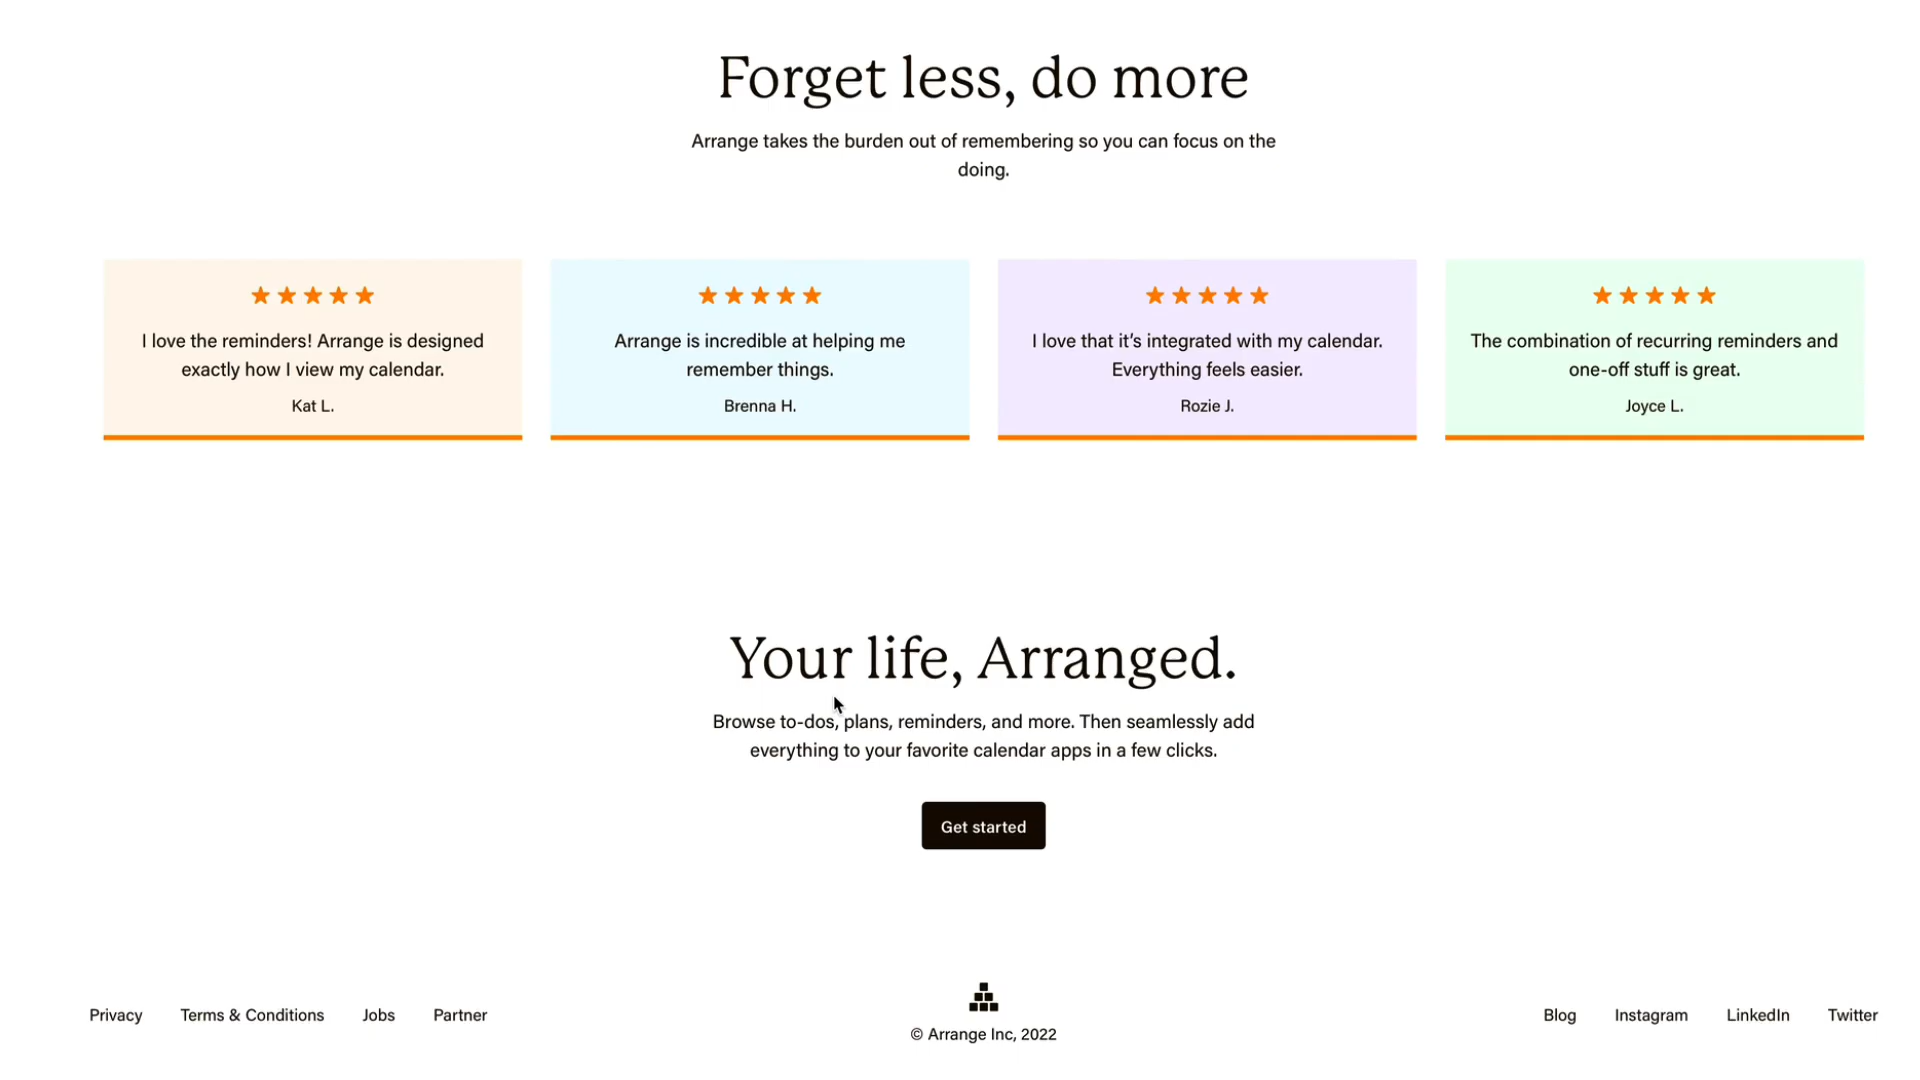 Forget less, do more
Arrange takes the burden out of remembering so you can focus on the
doing.
I love the reminders! Arrange is designed
exactly how I view my calendar.
Kat L.
Arrange is incredible at helping me
remember things.
Brenna H.
I love that it’s integrated with my calendar.
Everything feels easier.
Rozie J.
The combination of recurring reminders and
one-off stuff is great.
Joyce L.
Your life, Arranged.
Browse to-dos, plans, reminders, and more. Then seamlessly add
everything to your favorite calendar apps in a few clicks.
Get started
Privacy Terms & Conditions Jobs Partner
© Arrange Inc, 2022
Blog Instagram LinkedIn Twitter